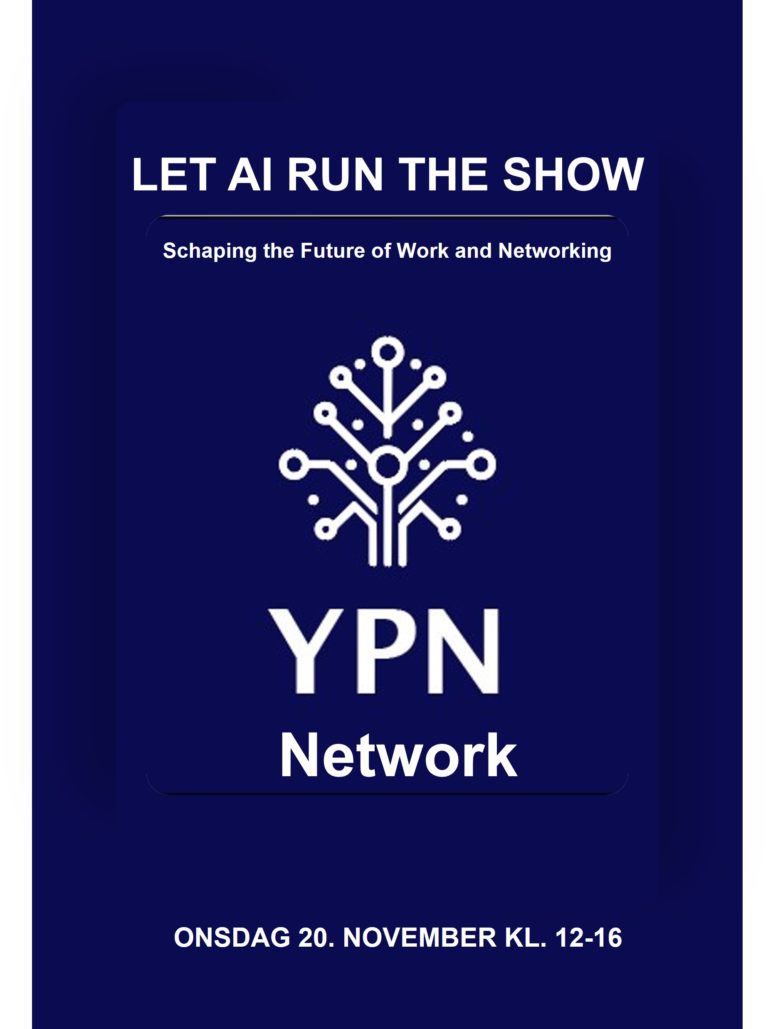 LET AI RUN THE SHOW
Schaping the Future of Work and Networking
YPN
Network
ONSDAG 20. NOVEMBER KL. 12-16